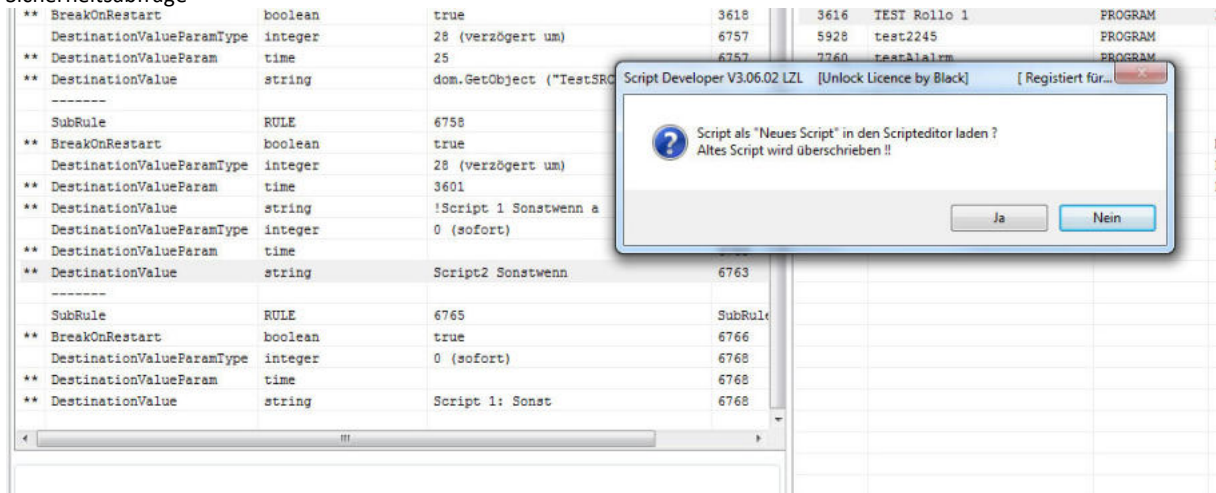 Sicherheitsabfrage
** BreakOnRestart boolean true 3618
DestinationValueParamType integer 28 (verzögert um) 6757
** DestinationValueParam time 25 6757
** DestinationValue string dom.GetObject ("TestSRC
-------
SubRule RULE 6758
** BreakOnRestart boolean true
DestinationValueParamType integer 28 (verzögert um)
** DestinationValueParam time 3601
** DestinationValue string !Script 1 Sonstwenn a
DestinationValueParamType integer 0 (sofort)
** DestinationValueParam time
** DestinationValue string Script2 Sonstwenn 6763
-------
SubRule RULE 6765 SubRule
** BreakOnRestart boolean true 6766
DestinationValueParamType integer 0 (sofort) 6768
** DestinationValueParam time 6768
** DestinationValue string Script 1: Sonst 6768
3616 TEST Rollo 1 PROGRAM
5928 test2245 PROGRAM
7760 testAlalrm PROGRAM
Script Developer V3.06.02 LZL [Unlock Licence by Black] [ Registiert für...
Script als "Neues Script" in den Scripteditor laden ?
Altes Script wird überschrieben !!
Ja Nein